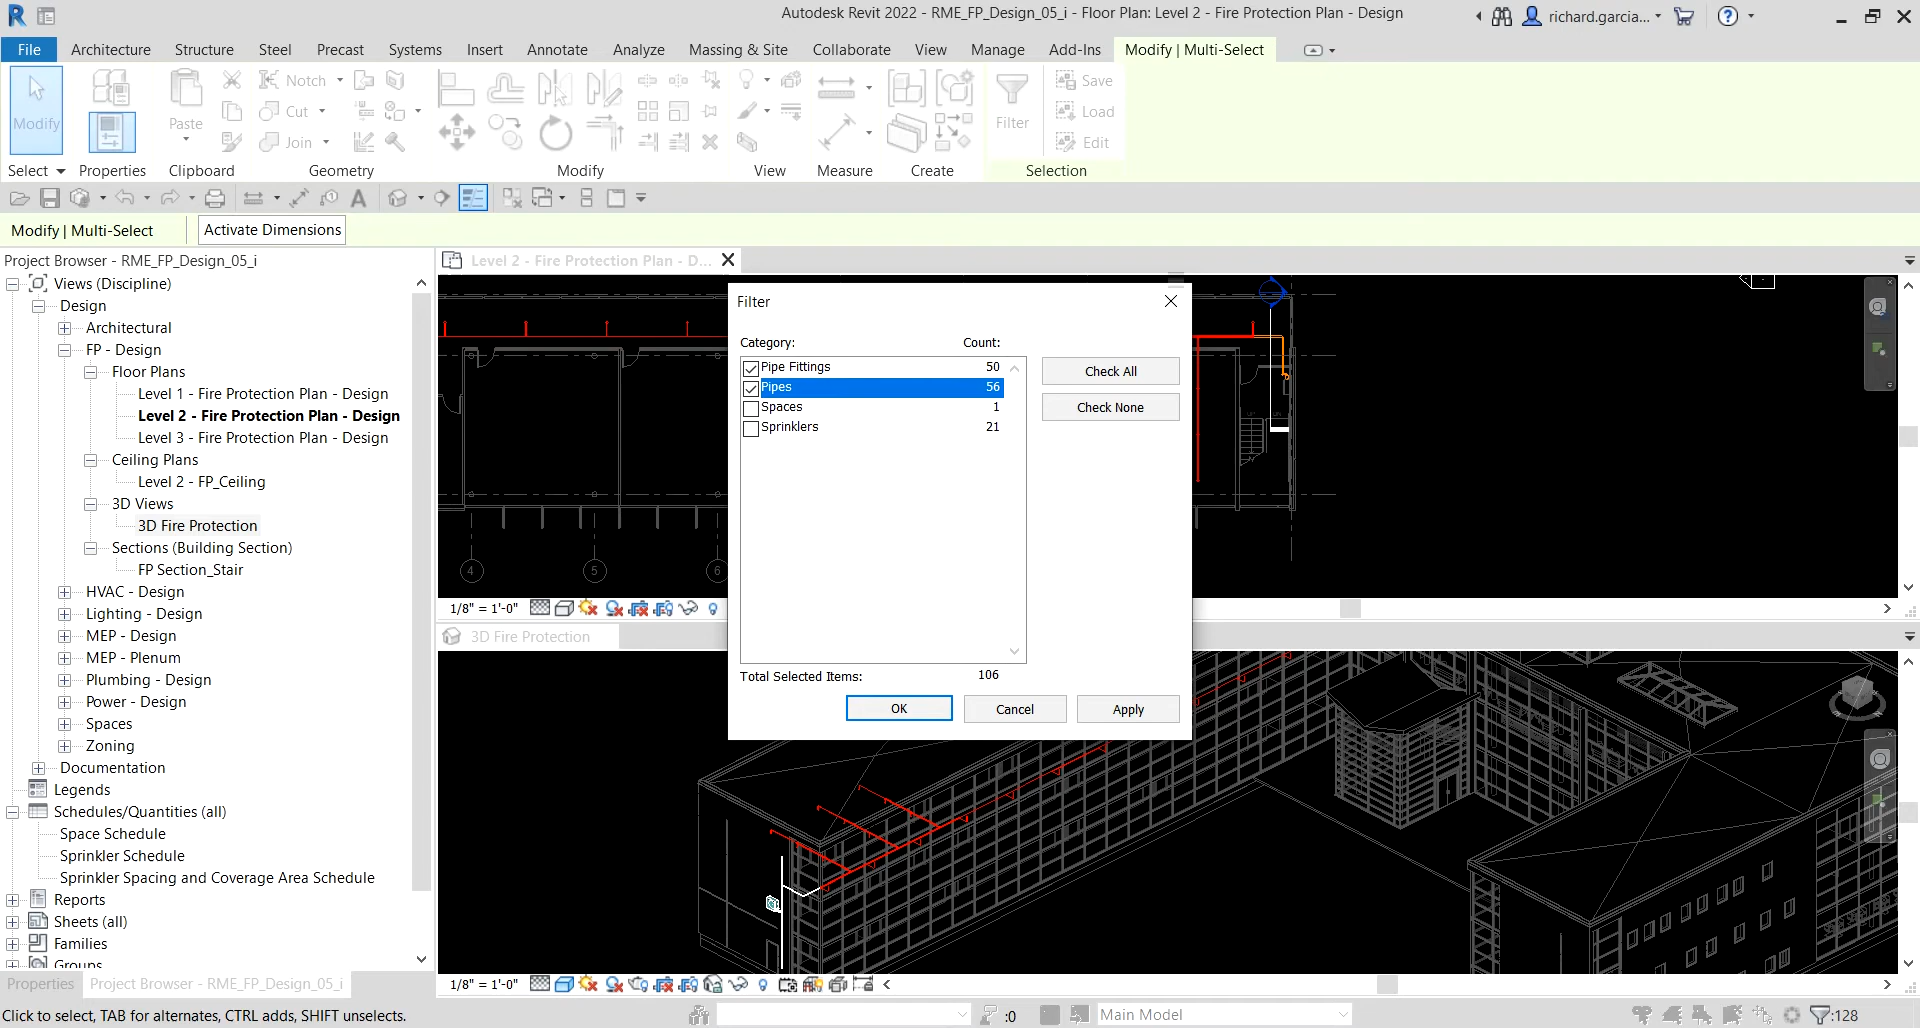 Autodesk Revit 2022 - RME_FP_Design_05_i - Floor Plan: Level 2 - Fire Protection Plan - Design
richard.garcia...
File Architecture Structure Steel Precast Systems Insert Annotate Analyze Massing & Site Collaborate View Manage Add-Ins Modify | Multi-Select
Modify
Paste
Notch
Cut
Join
Filter
Save
Load
Edit
Select Properties Clipboard Geometry Modify View Measure Create Selection
Modify | Multi-Select Activate Dimensions
Project Browser - RME_FP_Design_05_i
Views (Discipline)
Design
Architectural
FP - Design
Floor Plans
Level 1 - Fire Protection Plan - Design
Level 2 - Fire Protection Plan - Design
Level 3 - Fire Protection Plan - Design
Ceiling Plans
Level 2 - FP_Ceiling
3D Views
3D Fire Protection
Sections (Building Section)
FP Section_Stair
HVAC - Design
Lighting - Design
MEP - Design
MEP - Plenum
Plumbing - Design
Power - Design
Spaces
Zoning
Documentation
Legends
Schedules/Quantities (all)
Space Schedule
Sprinkler Schedule
Sprinkler Spacing and Coverage Area Schedule
Reports
Sheets (all)
Families
Groups
Properties Project Browser - RME_FP_Design_05_i
Level 2 - Fire Protection Plan - D...
4 5 6
1/8" = 1'-0"
Filter
Category: Count:
Pipe Fittings 50
Pipes 56
Spaces 1
Sprinklers 21
Check All
Check None
Total Selected Items: 106
OK Cancel Apply
3D Fire Protection
1/8" = 1'-0"
Click to select, TAB for alternates, CTRL adds, SHIFT unselects.
:0
Main Model
:128